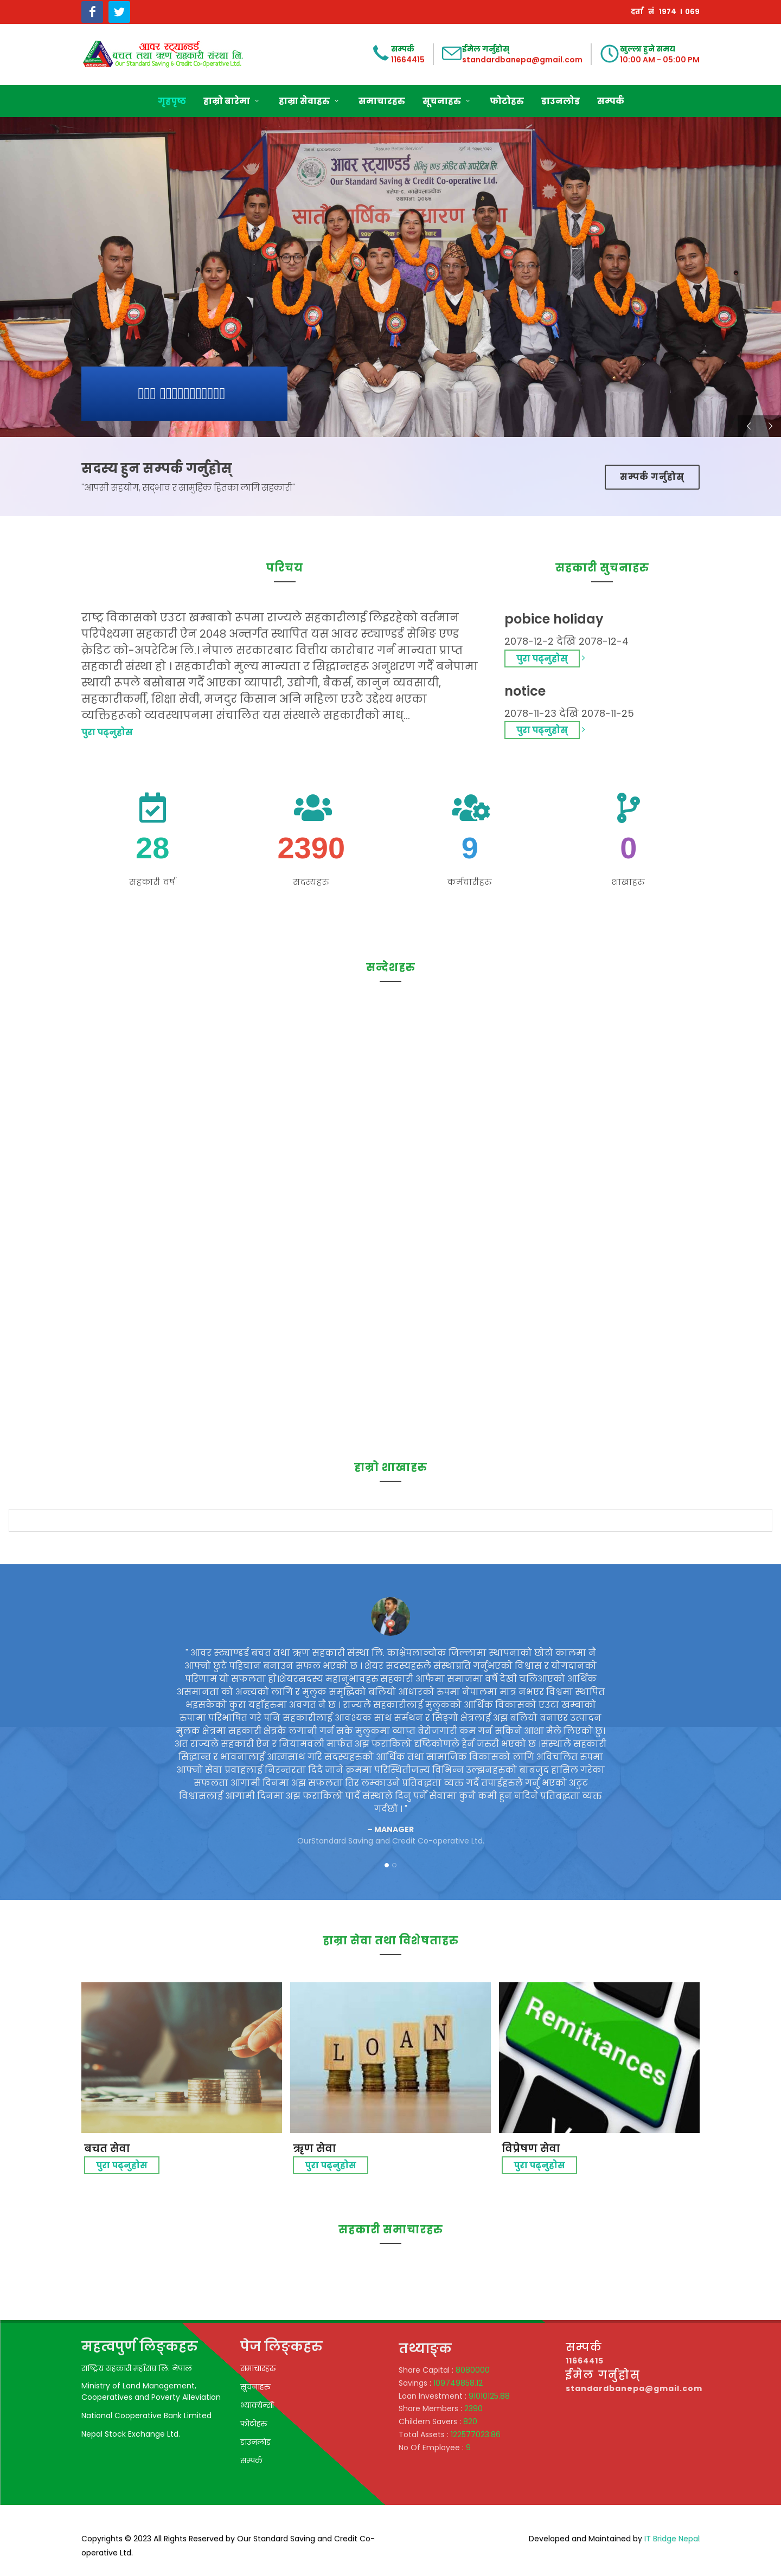 दर्ता नं 1974 । 069
आवर स्ट्याण्डर्ड
बचत तथा ऋण सहकारी संस्था लि.
Our Standard Saving & Credit Co-Operative Ltd.
सम्पर्क
11664415
ईमेल गर्नुहोस्
standardbanepa@gmail.com
खुल्ला हुने समय
10:00 AM - 05:00 PM
गृहपृष्ठ हाम्रो बारेमा हाम्रा सेवाहरु समाचारहरु सूचनाहरु फोटोहरु डाउनलोड सम्पर्क
आवर स्ट्याण्डर्ड
Our Standard Saving & Credit Co-operative Ltd.
सदस्य हुन सम्पर्क गर्नुहोस्
"आपसी सहयोग, सद्भाव र सामुहिक हितका लागि सहकारी"
सम्पर्क गर्नुहोस्
परिचय
राष्ट्र विकासको एउटा खम्बाको रूपमा राज्यले सहकारीलाई लिइरहेको वर्तमान
परिपेक्ष्यमा सहकारी ऐन २०४८ अन्तर्गत स्थापित यस आवर स्ट्याण्डर्ड सेभिङ एण्ड
क्रेडिट को-अपरेटिभ लि.। नेपाल सरकारबाट वित्तीय कारोबार गर्न मान्यता प्राप्त
सहकारी संस्था हो । सहकारीको मुल्य मान्यता र सिद्धान्तहरु अनुशरण गर्दै बनेपामा
स्थायी रूपले बसोबास गर्दै आएका व्यापारी, उद्योगी, बैंकर्स, कानुन व्यवसायी,
सहकारीकर्मी, शिक्षा सेवी, मजदुर किसान अनि महिला एउटै उद्देश्य भएका
व्यक्तिहरूको व्यवस्थापनमा संचालित यस संस्थाले सहकारीको माध्...
पुरा पढ्नुहोस
सहकारी सुचनाहरु
pobice holiday
2078-12-2 देखि 2078-12-4
पुरा पढ्नुहोस् >
notice
2078-11-23 देखि 2078-11-25
पुरा पढ्नुहोस् >
28
सहकारी वर्ष
2390
सदस्यहरु
9
कर्मचारीहरु
0
शाखाहरु
सन्देशहरु
हाम्रो शाखाहरु
" आवर स्ट्याण्डर्ड बचत तथा ऋण सहकारी संस्था लि. काभ्रेपलाञ्चोक जिल्लामा स्थापनाको छोटो कालमा नै
आफ्नो छुटै पहिचान बनाउन सफल भएको छ । शेयर सदस्यहरुले संस्थाप्रति गर्नुभएको विश्वास र योगदानको
परिणाम यो सफलता हो।शेयरसदस्य महानुभावहरु सहकारी आफैमा समाजमा वर्षै देखी चलिआएको आर्थिक
असमानता को अन्त्यको लागि र मुलुक समृद्धिको बलियो आधारको रुपमा नेपालमा मात्र नभएर विश्वमा स्थापित
भइसकेको कुरा यहाँहरुमा अवगत नै छ । राज्यले सहकारीलाई मुलुकको आर्थिक विकासको एउटा खम्बाको
रुपामा परिभाषित गरे पनि सहकारीलाई आवश्यक साथ सर्मथन र सिङ्गो क्षेत्रलाई अझ बलियो बनाएर उत्पादन
मुलक क्षेत्रमा सहकारी क्षेत्रकै लगानी गर्न सके मुलुकमा व्याप्त बेरोजगारी कम गर्न सकिने आशा मैले लिएको छु।
अत राज्यले सहकारी ऐन र नियामवली मार्फत अझ फराकिलो दृष्टिकोणले हेर्न जरुरी भएको छ ।संस्थाले सहकारी
सिद्धान्त र भावनालाई आत्मसाथ गरि सदस्यहरुको आर्थिक तथा सामाजिक विकासको लागि अविचलित रुपमा
आफ्नो सेवा प्रवाहलाई निरन्तरता दिंदै जाने क्रममा परिस्थितीजन्य विभिन्न उल्झनहरुको बाबजुद हासिल गरेका
सफलता आगामी दिनमा अझ सफलता तिर लम्काउने प्रतिवद्धता व्यक्त गर्दै तपाईहरुले गर्नु भएको अटुट
विश्वासलाई आगामी दिनमा अझ फराकिलो पार्दै संस्थाले दिनु पर्ने सेवामा कुनै कमी हुन नदिने प्रतिबद्धता व्यक्त
गर्दछौं । "
– MANAGER
OurStandard Saving and Credit Co-operative Ltd.
हाम्रा सेवा तथा विशेषताहरु
LOAN
Remittances
बचत सेवा
पुरा पढ्नुहोस
ऋृण सेवा
पुरा पढ्नुहोस
विप्रेषण सेवा
पुरा पढ्नुहोस
सहकारी समाचारहरु
महत्वपुर्ण लिङ्कहरु
राष्ट्रिय सहकारी महाँसंघ लि. नेपाल
Ministry of Land Management,
Cooperatives and Poverty Alleviation
National Cooperative Bank Limited
Nepal Stock Exchange Ltd.
पेज लिङ्कहरु
समाचारहरु
सूचनाहरु
भ्याक्येन्सी
फोटोहरु
डाउनलोड
सम्पर्क
तथ्याङ्क
Share Capital : 8080000
Savings : 109749858.12
Loan Investment : 91010125.88
Share Members : 2390
Childern Savers : 820
Total Assets : 122577023.86
No Of Employee : 9
सम्पर्क
11664415
ईमेल गर्नुहोस्
standardbanepa@gmail.com
Copyrights © 2023 All Rights Reserved by Our Standard Saving and Credit Co-
operative Ltd.
Developed and Maintained by IT Bridge Nepal